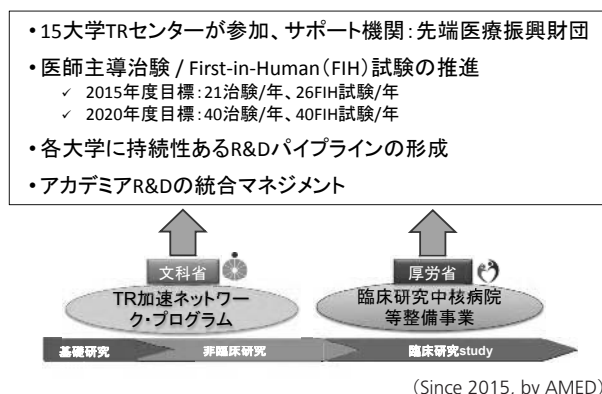 •15大学TRセンターが参加、サポート機関：先端医療振興財団
•医師主導治験 / First-in-Human（FIH）試験の推進
✓ 2015年度目標：21治験/年、26FIH試験/年
✓ 2020年度目標：40治験/年、40FIH試験/年
•各大学に持続性あるR&Dパイプラインの形成
•アカデミアR&Dの統合マネジメント
文科省
厚労省
TR加速ネットワー
ク・プログラム
臨床研究中核病院
等整備事業
基礎研究
非臨床研究
臨床研究study
(Since 2015, by AMED)